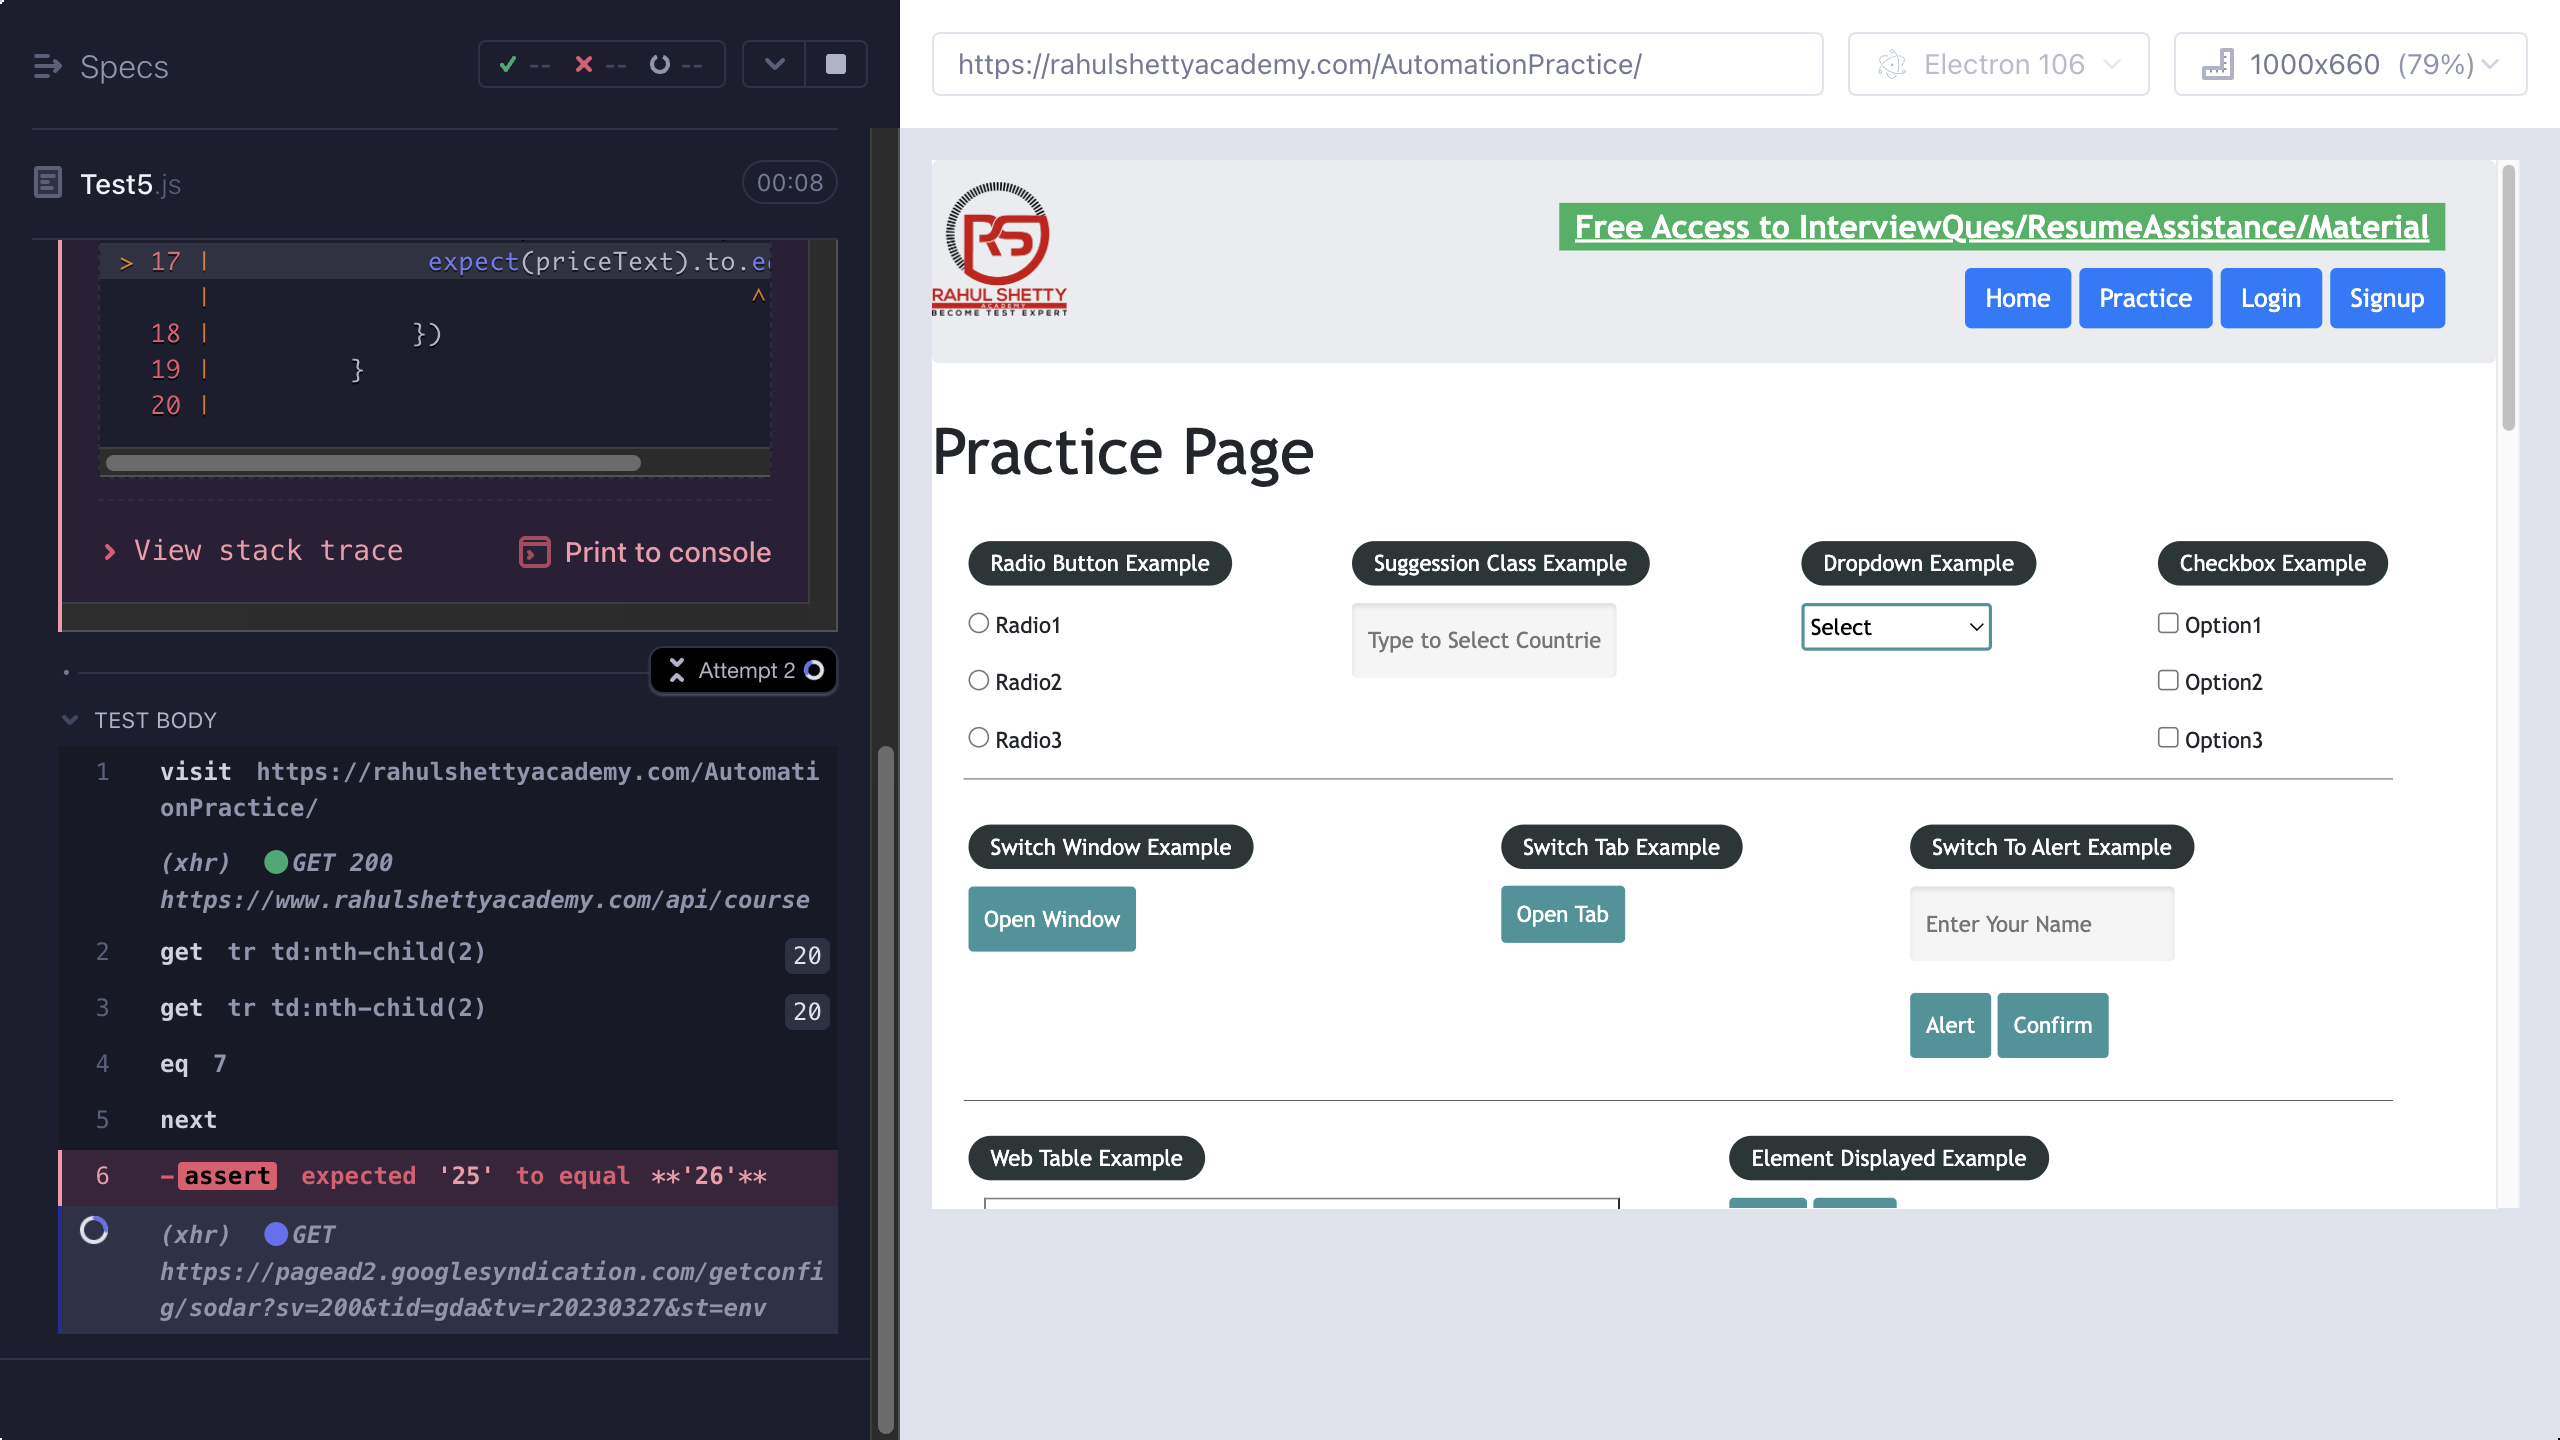 Specs
-- -- --
Test5.js
00:08
> 17 | expect(priceText).to.e
| ^
18 | })
19 | }
20 |
View stack trace
Print to console
Attempt 2
TEST BODY
1 visit https://rahulshettyacademy.com/Automati
onPractice/
(xhr) GET 200
https://www.rahulshettyacademy.com/api/course
2 get tr td:nth-child(2) 20
3 get tr td:nth-child(2) 20
4 eq 7
5 next
6 -assert expected '25' to equal **'26'**
(xhr) GET
https://pagead2.googlesyndication.com/getconfi
g/sodar?sv=200&tid=gda&tv=r20230327&st=env
https://rahulshettyacademy.com/AutomationPractice/
Electron 106
1000x660 (79%)
RS
RAHUL SHETTY
ACADEMY
BECOME TEST EXPERT
Free Access to InterviewQues/ResumeAssistance/Material
Home Practice Login Signup
Practice Page
Radio Button Example
Radio1
Radio2
Radio3
Suggession Class Example
Type to Select Countrie
Dropdown Example
Select
Checkbox Example
Option1
Option2
Option3
Switch Window Example
Open Window
Switch Tab Example
Open Tab
Switch To Alert Example
Enter Your Name
Alert Confirm
Web Table Example
Element Displayed Example